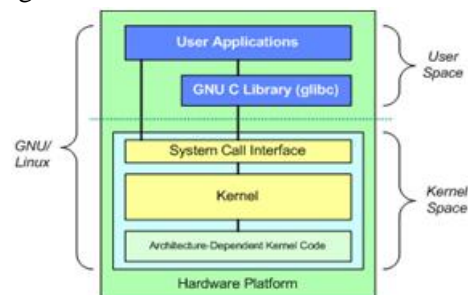 User Applications
GNU C Library (glibc)
User
Space
GNU/
Linux
System Call Interface
Kernel
Architecture-Dependent Kernel Code
Kernel
Space
Hardware Platform